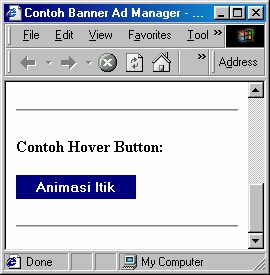 Contoh Banner Ad Manager - ...
File Edit View Favorites Tool »
» Address
Contoh Hover Button:
Animasi Itik
Done My Computer